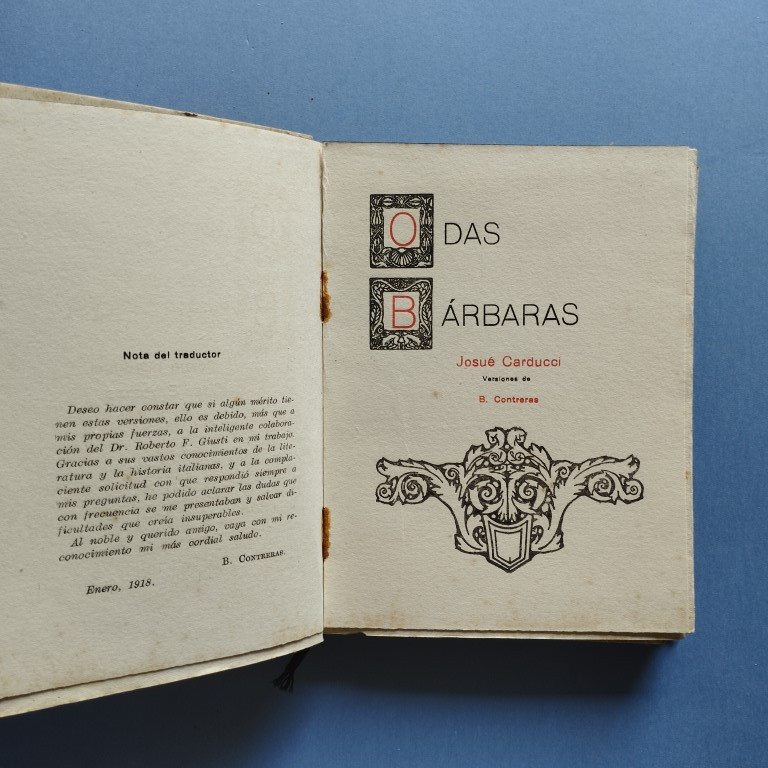 Nota del traductor
Deseo hacer constar que si algún mérito tie-
nen estas versiones, ello es debido, más que a
mis propias fuerzas, a la inteligente colabora-
ción del Dr. Roberto F. Giusti en mi trabajo.
Gracias a sus vastos conocimientos de la lite-
ratura y la historia italianas, y a la compla-
ciente solicitud con que respondió siempre a
mis preguntas, he podido aclarar las dudas que
con frecuencia se me presentaban y salvar di-
ficultades que creía insuperables.
Al noble y querido amigo, vaya con mi re-
conocimiento mi más cordial saludo.
B. CONTRERAS.
Enero, 1918.
ODAS
BÁRBARAS
Josué Carducci
Versiones de
B. Contreras